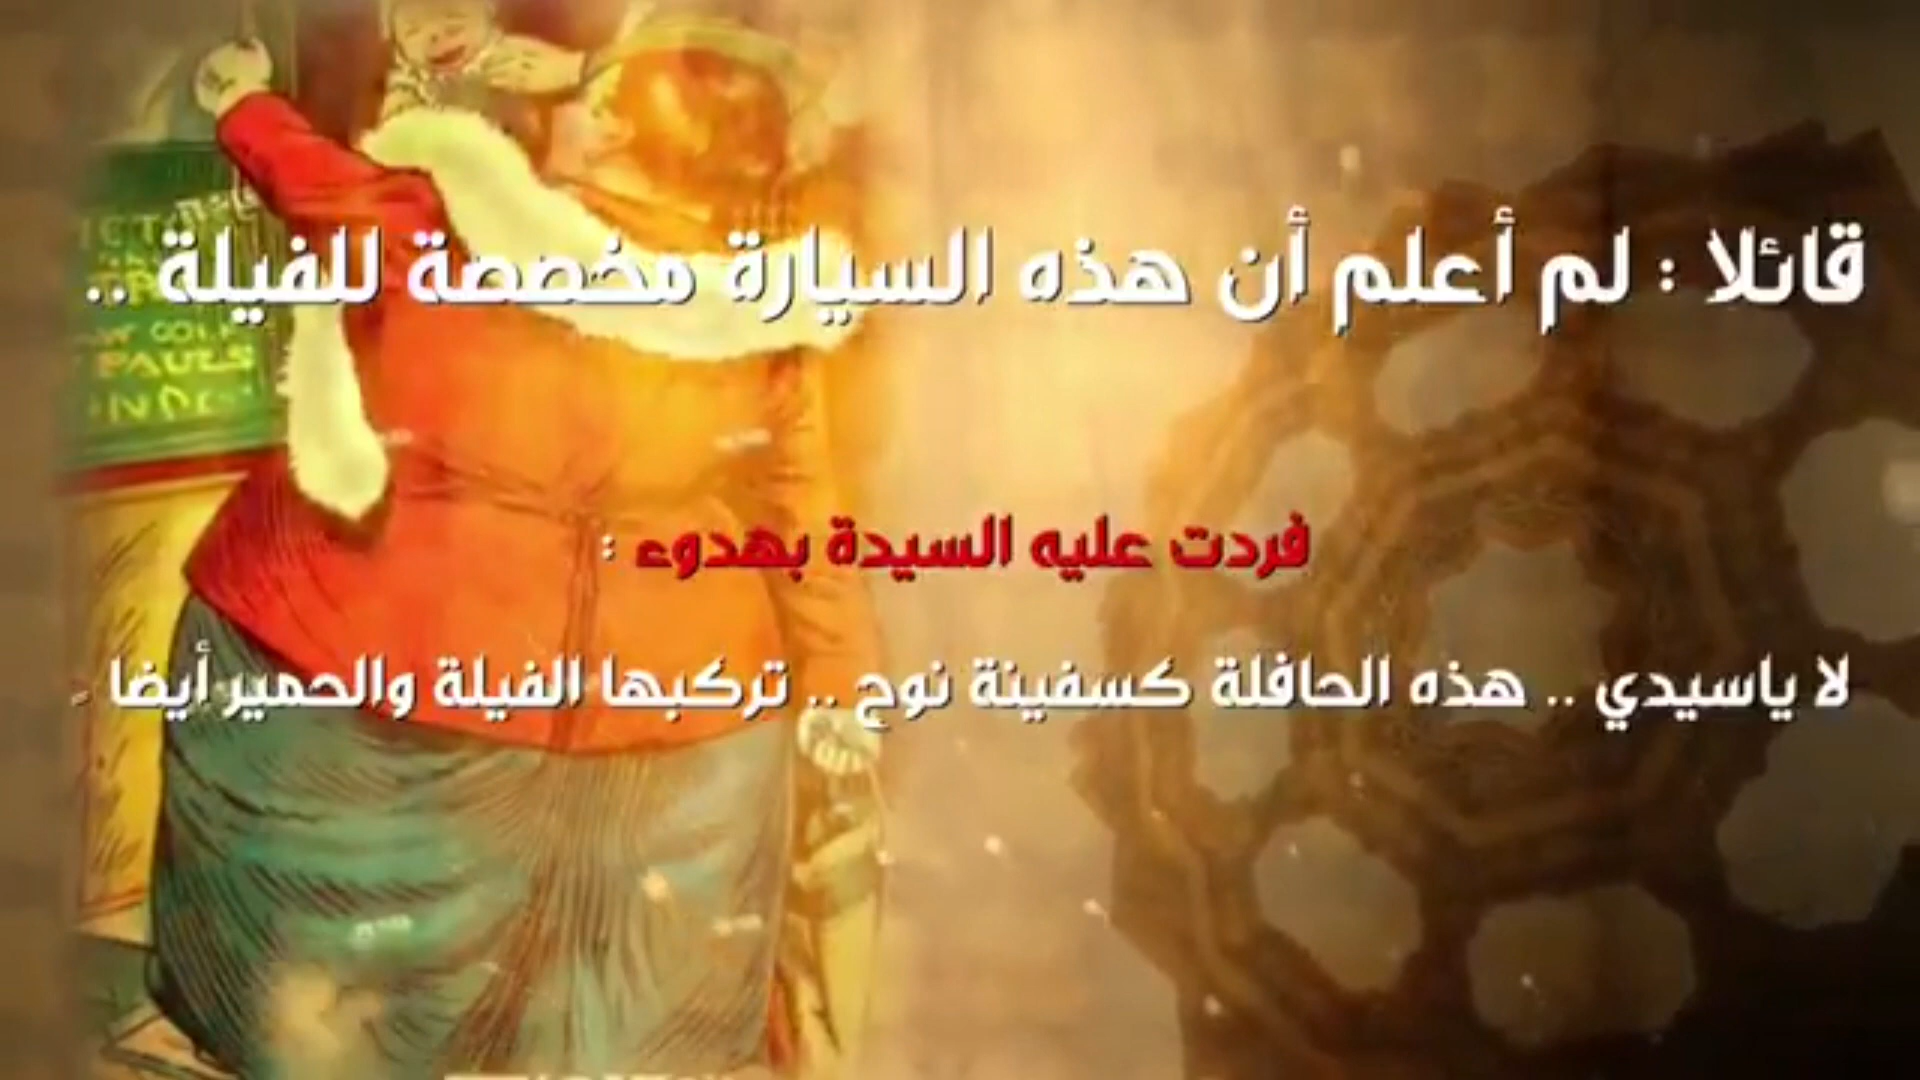 قائلا : لم أعلم أن هذه السيارة مخصصة للفيلة ..
فردت عليه السيدة بهدوء :
لا ياسيدي .. هذه الحافلة كسفينة نوح .. تركبها الفيلة والحمير أيضا
PAULS